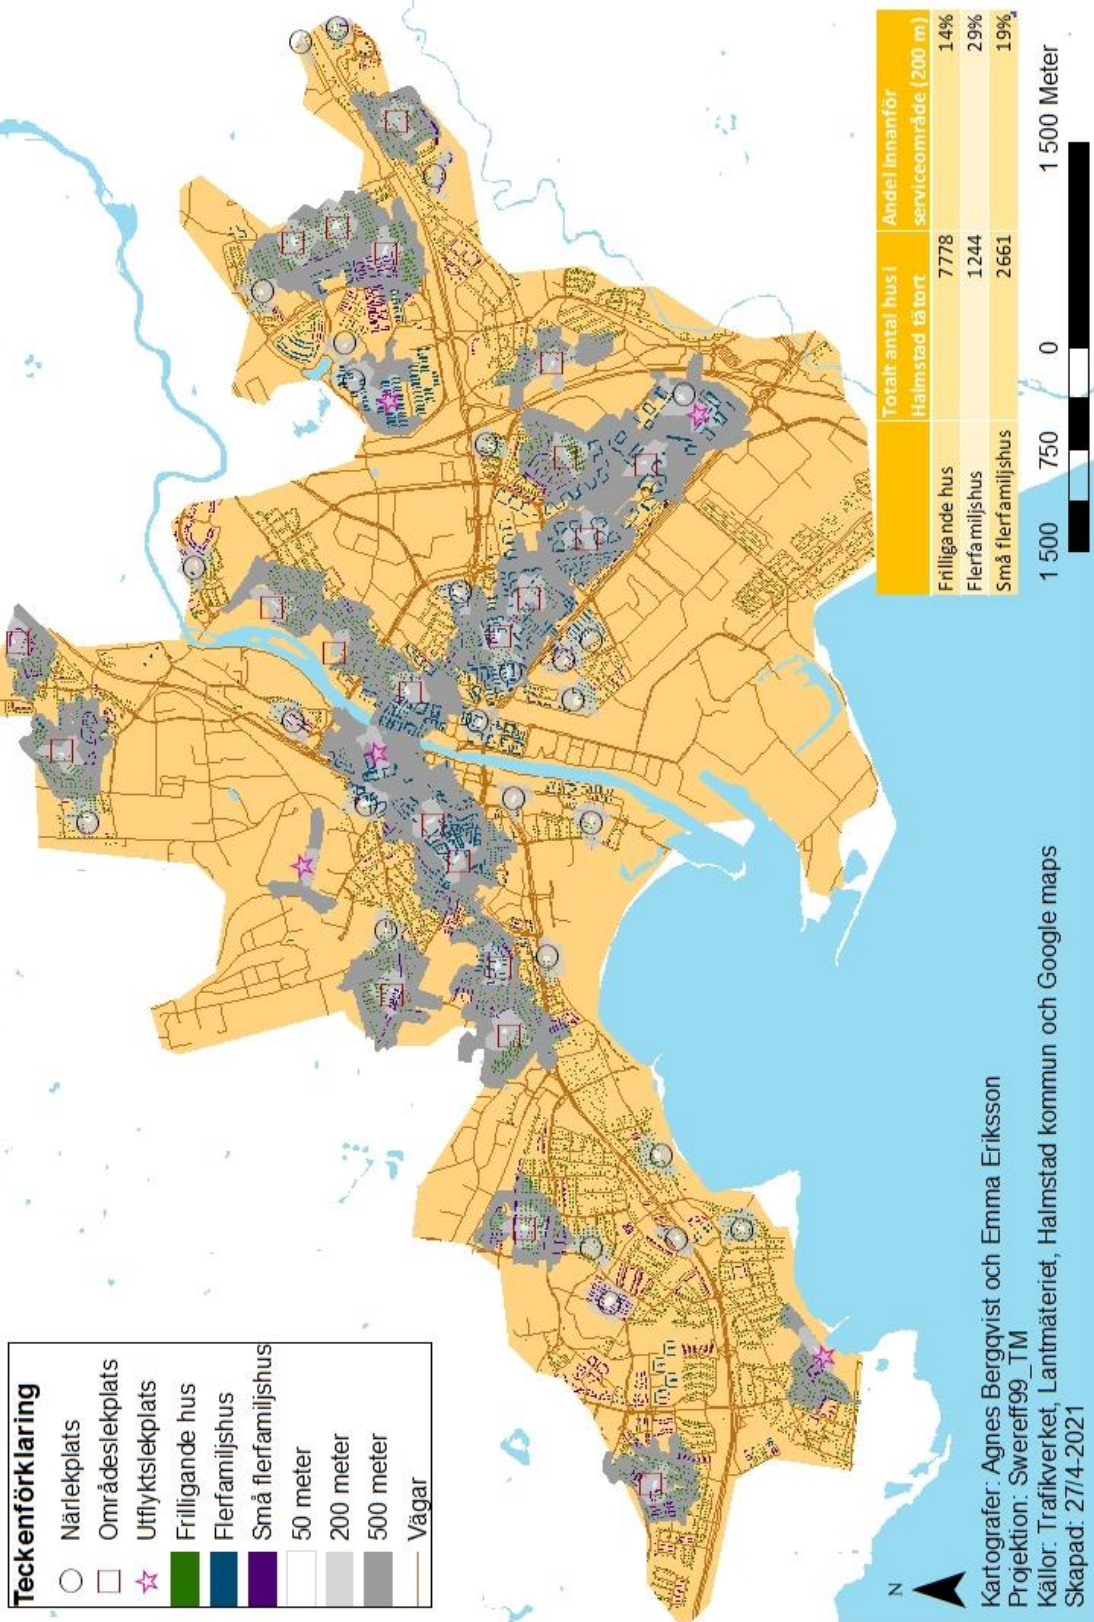 Teckenförklaring
Närlekplats
Områdeslekplats
Utflyktslekplats
Frilligande hus
Flerfamiljshus
Små flerfamiljshus
50 meter
200 meter
500 meter
Vägar
N
Kartografer: Agnes Bergqvist och Emma Eriksson
Projektion: Swereff99_TM
Källor: Trafikverket, Lantmäteriet, Halmstad kommun och Google maps
Skapad: 27/4-2021
Totalt antal hus i Halmstad tätort Andel innanför serviceområde (200 m)
Frilligande hus 7778 14%
Flerfamiljshus 1244 29%
Små flerfamiljshus 2661 19%
1 500 750 0 1 500 Meter